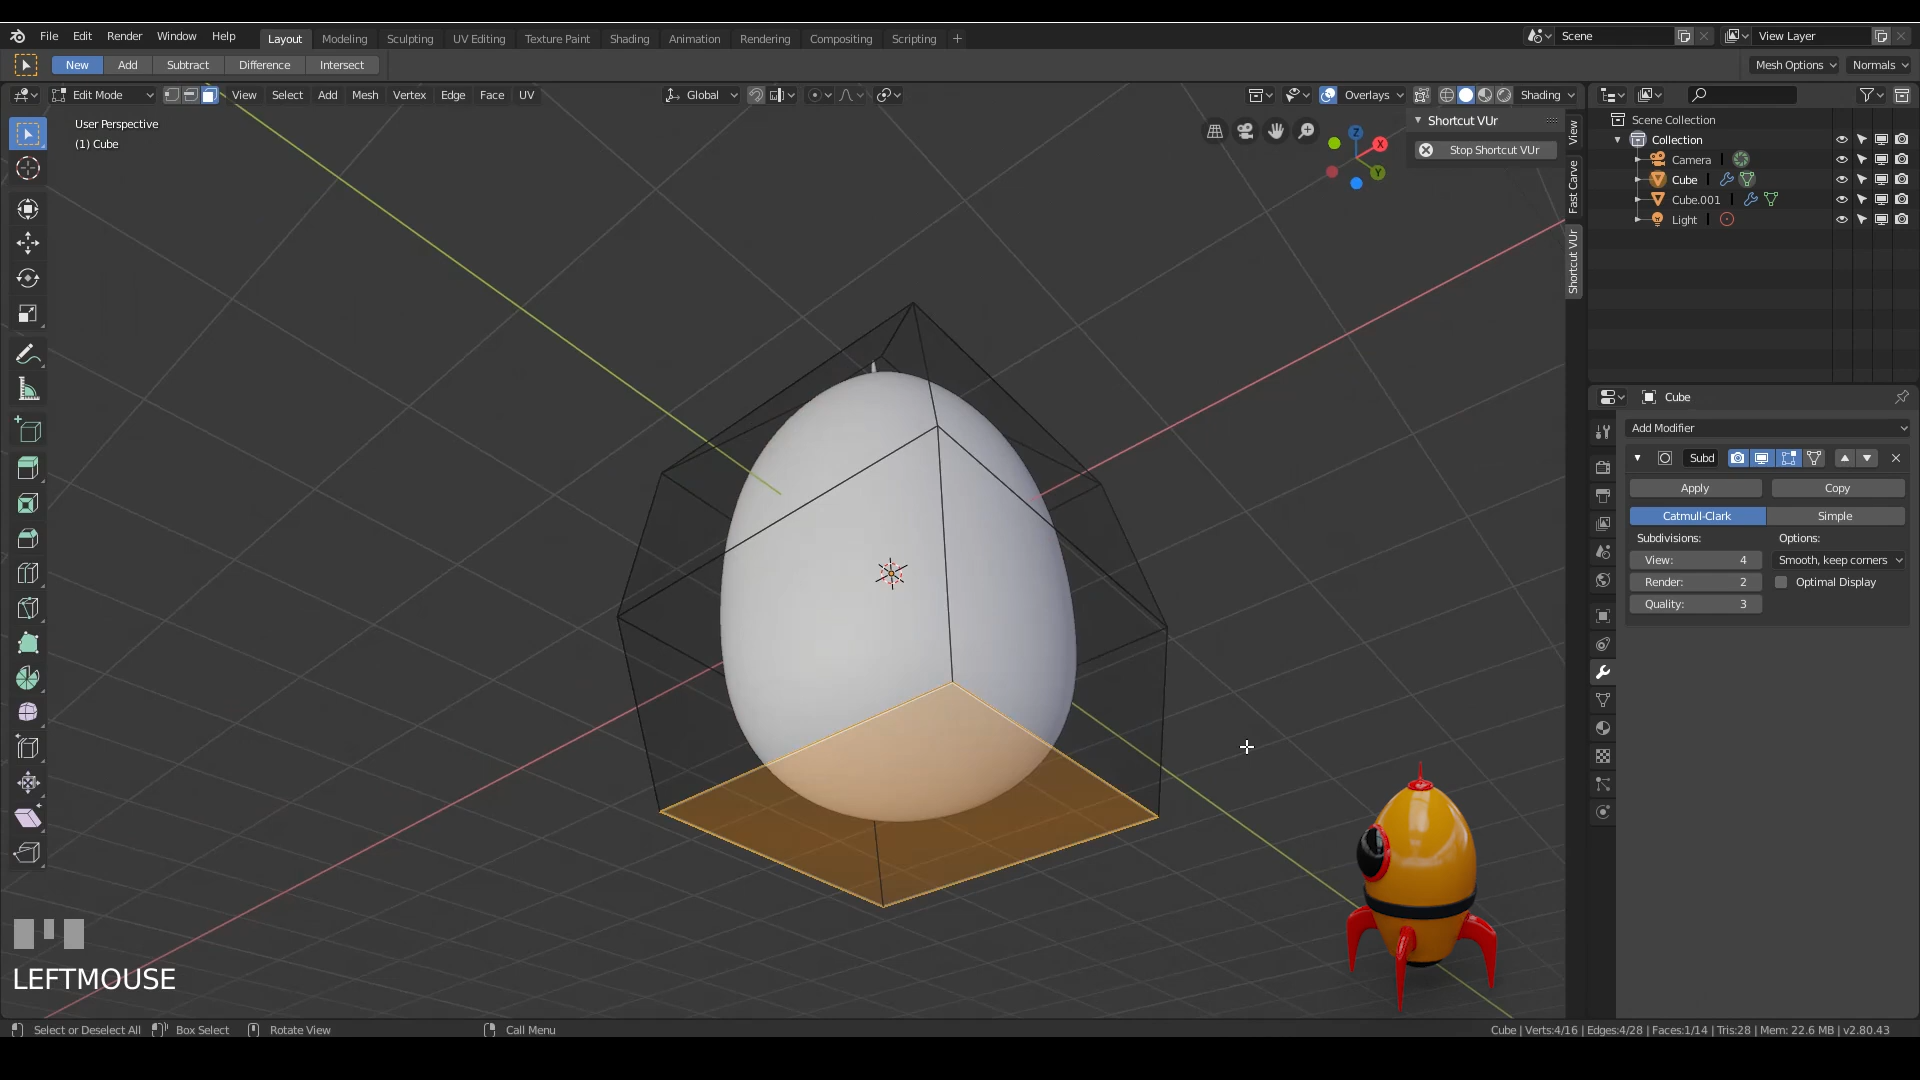 File Edit Render Window Help Layout Modeling Sculpting UV Editing Texture Paint Shading Animation Rendering Compositing Scripting + Scene View Layer
New Add Subtract Difference Intersect Mesh Options Normals
Edit Mode View Select Add Mesh Vertex Edge Face UV Global Overlays Shading
User Perspective
(1) Cube
Shortcut VUr
Stop Shortcut VUr
Z
X
Y
View
Fast Carve
Shortcut VUr
Scene Collection
Collection
Camera
Cube
Cube.001
Light
Cube
Add Modifier
Subd
Apply Copy
Catmull-Clark Simple
Subdivisions: Options:
View: 4 Smooth, keep corners
Render: 2 Optimal Display
Quality: 3
LEFTMOUSE
Select or Deselect All Box Select Rotate View Call Menu Cube | Verts:4/16 | Edges:4/28 | Faces:1/14 | Tris:28 | Mem: 22.6 MB | v2.80.43